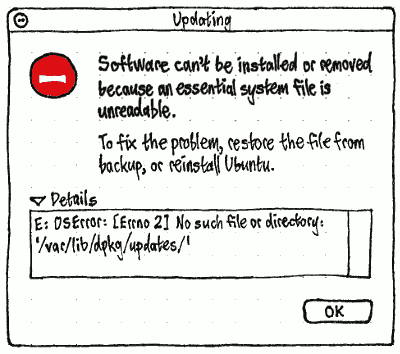 Updating
Software can't be installed or removed
because an essential system file is
unreadable.
To fix the problem, restore the file from
backup, or reinstall Ubuntu.
Details
E: OSError: [Errno 2] No such file or directory:
'/var/lib/dpkg/updates/'
OK